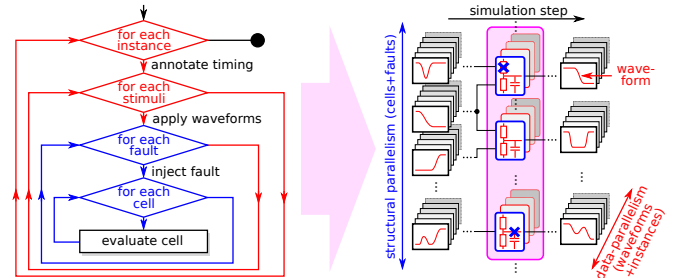 for each
instance
annotate timing
for each
stimuli
apply waveforms
for each
fault
inject fault
for each
cell
evaluate cell
simulation step
structural parallelism (cells+faults)
wave-
form
data-parallelism
(waveforms
+instances)